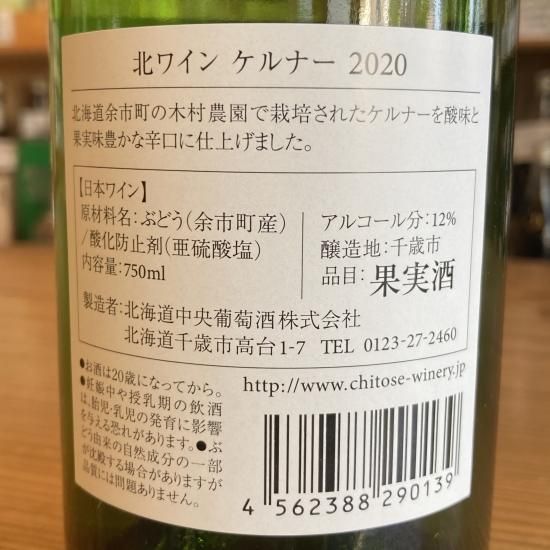 北ワイン ケルナー 2020
北海道余市町の木村農園で栽培されたケルナーを酸味と
果実味豊かな辛口に仕上げました。
【日本ワイン】
原材料名:ぶどう(余市町産)
/酸化防止剤(亜硫酸塩)
内容量:750ml
アルコール分:12%
醸造地:千歳市
品目:果実酒
製造者:北海道中央葡萄酒株式会社
北海道千歳市高台1-7 TEL 0123-27-2460
●お酒は20歳になってから。
●妊娠中や授乳期の飲酒
は、胎児・乳児の発育に影響
を与える恐れがあります。●ぶ
どう由来の自然成分の一部
が沈殿する場合がありますが
品質には問題ありません。
http://www.chitose-winery.jp
4 562388 290139